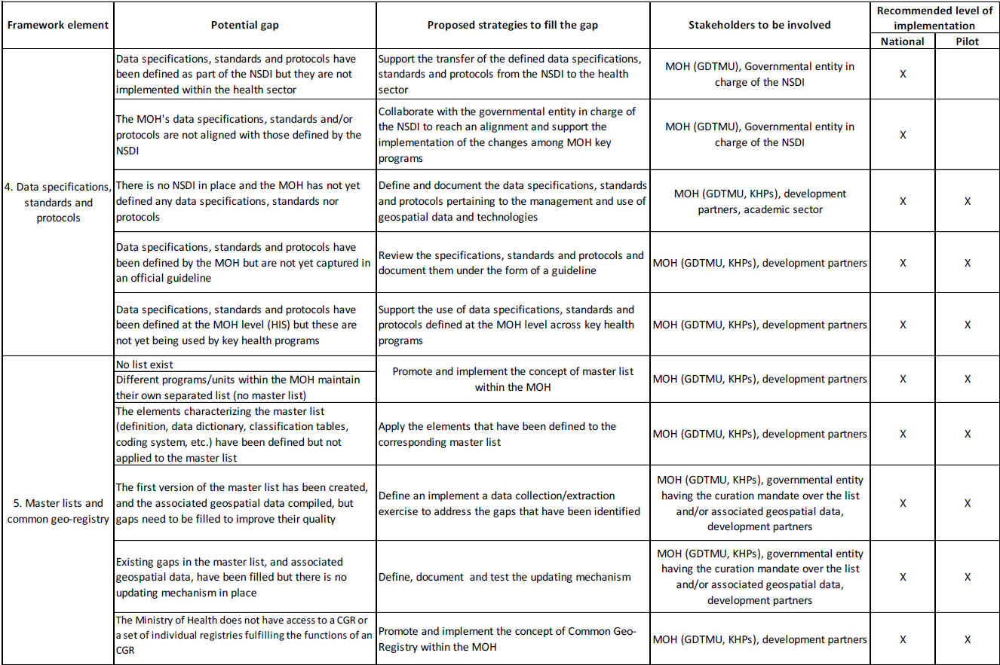 Framework element
Potential gap
Proposed strategies to fill the gap
Stakeholders to be involved
Recommended level of
implementation
National
Pilot
4. Data specifications,
standards and
protocols
Data specifications, standards and protocols have
been defined as part of the NSDI but they are not
implemented within the health sector
Support the transfer of the defined data specifications,
standards and protocols from the NSDI to the health
sector
MOH (GDTMU), Governmental entity in
charge of the NSDI
X
The MOH's data specifications, standards and/or
protocols are not aligned with those defined by the
NSDI
Collaborate with the governmental entity in charge of
the NSDI to reach an alignment and support the
implementation of the changes among MOH key
programs
MOH (GDTMU), Governmental entity in
charge of the NSDI
X
There is no NSDI in place and the MOH has not yet
defined any data specifications, standards nor
protocols
Define and document the data specifications, standards
and protocols pertaining to the management and use of
geospatial data and technologies
MOH (GDTMU, KHPs), development
partners, academic sector
X
X
Data specifications, standards and protocols have
been defined by the MOH but are not yet captured in
an official guideline
Review the specifications, standards and protocols and
document them under the form of a guideline
MOH (GDTMU, KHPs), development partners
X
X
Data specifications, standards and protocols have
been defined at the MOH level (HIS) but these are
not yet being used by key health programs
Support the use of data specifications, standards and
protocols defined at the MOH level across key health
programs
MOH (GDTMU, KHPs), development partners
X
X
5. Master lists and
common geo-registry
No list exist
Different programs/units within the MOH maintain
their own separated list (no master list)
Promote and implement the concept of master list
within the MOH
MOH (GDTMU, KHPs), development partners
X
X
The elements characterizing the master list
(definition, data dictionary, classification tables,
coding system, etc.) have been defined but not
applied to the master list
Apply the elements that have been defined to the
corresponding master list
MOH (GDTMU, KHPs), development partners
X
X
The first version of the master list has been created,
and the associated geospatial data compiled, but
gaps need to be filled to improve their quality
Define an implement a data collection/extraction
exercise to address the gaps that have been identified
MOH (GDTMU, KHPs), governmental entity
having the curation mandate over the list
and/or associated geospatial data,
development partners
X
X
Existing gaps in the master list, and associated
geospatial data, have been filled but there is no
updating mechanism in place
Define, document and test the updating mechanism
MOH (GDTMU, KHPs), governmental entity
having the curation mandate over the list
and/or associated geospatial data,
development partners
X
X
The Ministry of Health does not have access to a CGR or
a set of individual registries fulfilling the functions of an
CGR
Promote and implement the concept of Common Geo-
Registry within the MOH
MOH (GDTMU, KHPs), development partners
X
X